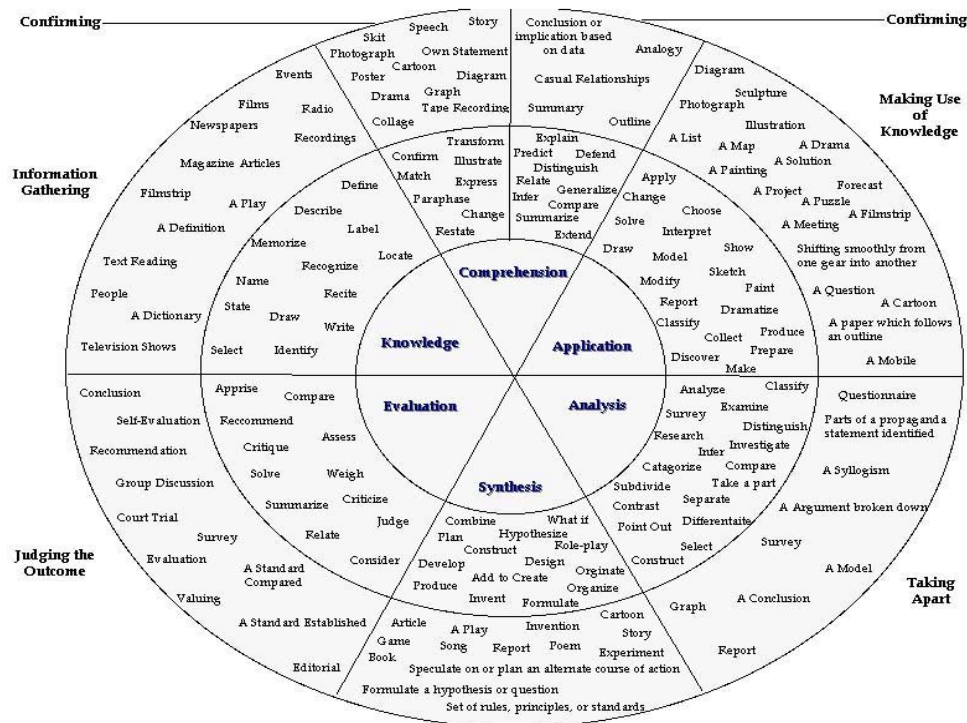 Confirming
Confirming
Making Use
of
Knowledge
Information
Gathering
Judging the
Outcome
Taking
Apart
Comprehension
Knowledge
Application
Evaluation
Analysis
Synthesis
Story
Speech
Skit
Photograph
Own Statement
Cartoon
Poster
Diagram
Graph
Drama
Tape Recording
Collage
Conclusion or
implication based
on data
Analogy
Casual Relationships
Summary
Outline
Transform
Confirm
Illustrate
Match
Express
Paraphase
Change
Restate
Explain
Predict
Defend
Distinguish
Relate
Generalize
Infer
Compare
Summarize
Extend
Diagram
Sculpture
Photograph
Illustration
A List
A Map
A Drama
A Solution
A Painting
Forecast
A Project
A Puzzle
A Filmstrip
A Meeting
Shifting smoothly from
one gear into another
A Question
A Cartoon
A paper which follows
an outline
A Mobile
Apply
Change
Choose
Solve
Interpret
Draw
Show
Model
Sketch
Modify
Paint
Report
Dramatize
Classify
Collect
Produce
Prepare
Discover
Make
Events
Films
Radio
Newspapers
Recordings
Magazine Articles
Filmstrip
A Play
A Definition
Text Reading
People
A Dictionary
Television Shows
Define
Describe
Label
Memorize
Locate
Recognize
Name
Recite
State
Draw
Write
Select
Identify
Conclusion
Self-Evaluation
Recommendation
Group Discussion
Court Trial
Survey
Evaluation
A Standard
Compared
Valuing
A Standard Established
Editorial
Apprise
Compare
Recommend
Assess
Critique
Solve
Weigh
Criticize
Summarize
Judge
Relate
Consider
Combine
What if
Plan
Hypothesize
Construct
Role-play
Develop
Design
Orginate
Add to Create
Produce
Organize
Invent
Formulate
Article
Invention
Cartoon
A Play
Story
Game
Song
Report
Poem
Experiment
Book
Speculate on or plan an alternate course of action
Formulate a hypothesis or question
Set of rules, principles, or standards
Analyze
Classify
Survey
Examine
Distinguish
Research
Investigate
Infer
Catagorize
Compare
Subdivide
Take a part
Contrast
Separate
Point Out
Differentaite
Select
Construct
Questionnaire
Parts of a propaganda
statement identified
A Syllogism
A Argument broken down
Survey
A Model
A Conclusion
Graph
Report